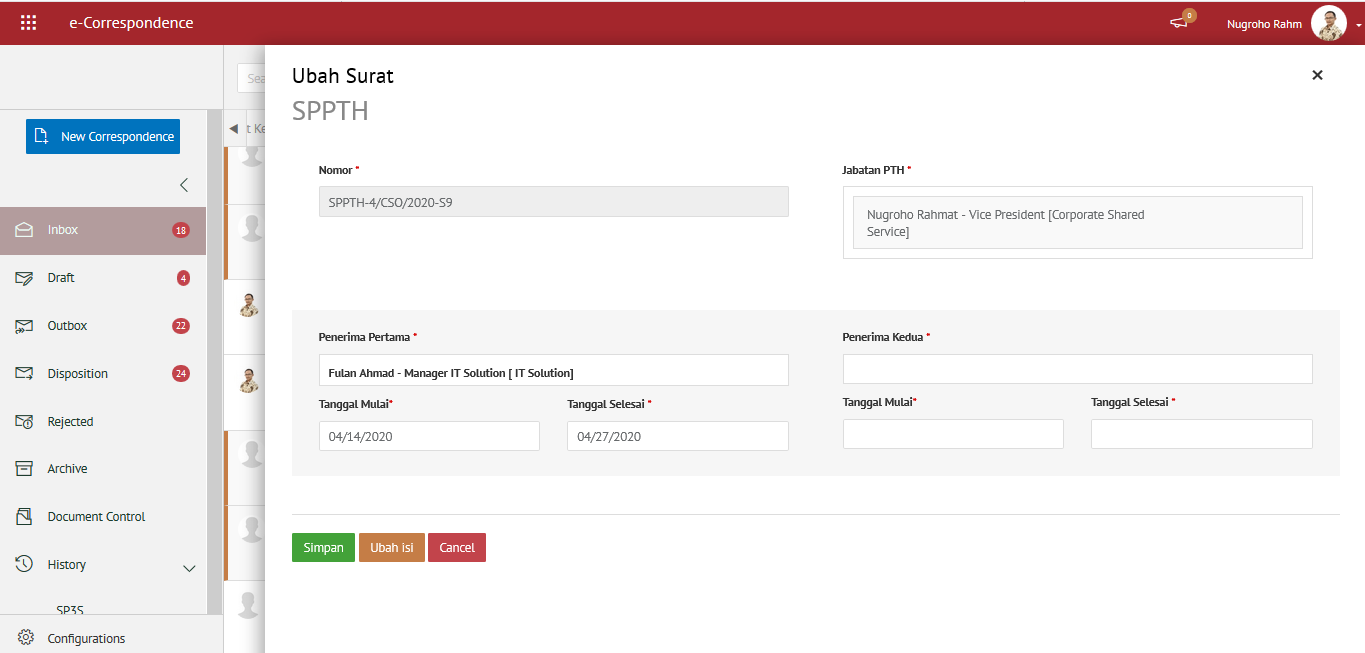 e-Correspondence
0
Nugroho Rahm
New Correspondence
Inbox 18
Draft 4
Outbox 22
Disposition 24
Rejected
Archive
Document Control
History
SP3S
Configurations
Sea
t Ke
Ubah Surat
SPPTH
Nomor *
SPPTH-4/CSO/2020-S9
Jabatan PTH *
Nugroho Rahmat - Vice President [Corporate Shared
Service]
Penerima Pertama *
Fulan Ahmad - Manager IT Solution [ IT Solution]
Tanggal Mulai*
Tanggal Selesai *
04/14/2020
04/27/2020
Penerima Kedua *
Tanggal Mulai*
Tanggal Selesai *
Simpan
Ubah isi
Cancel